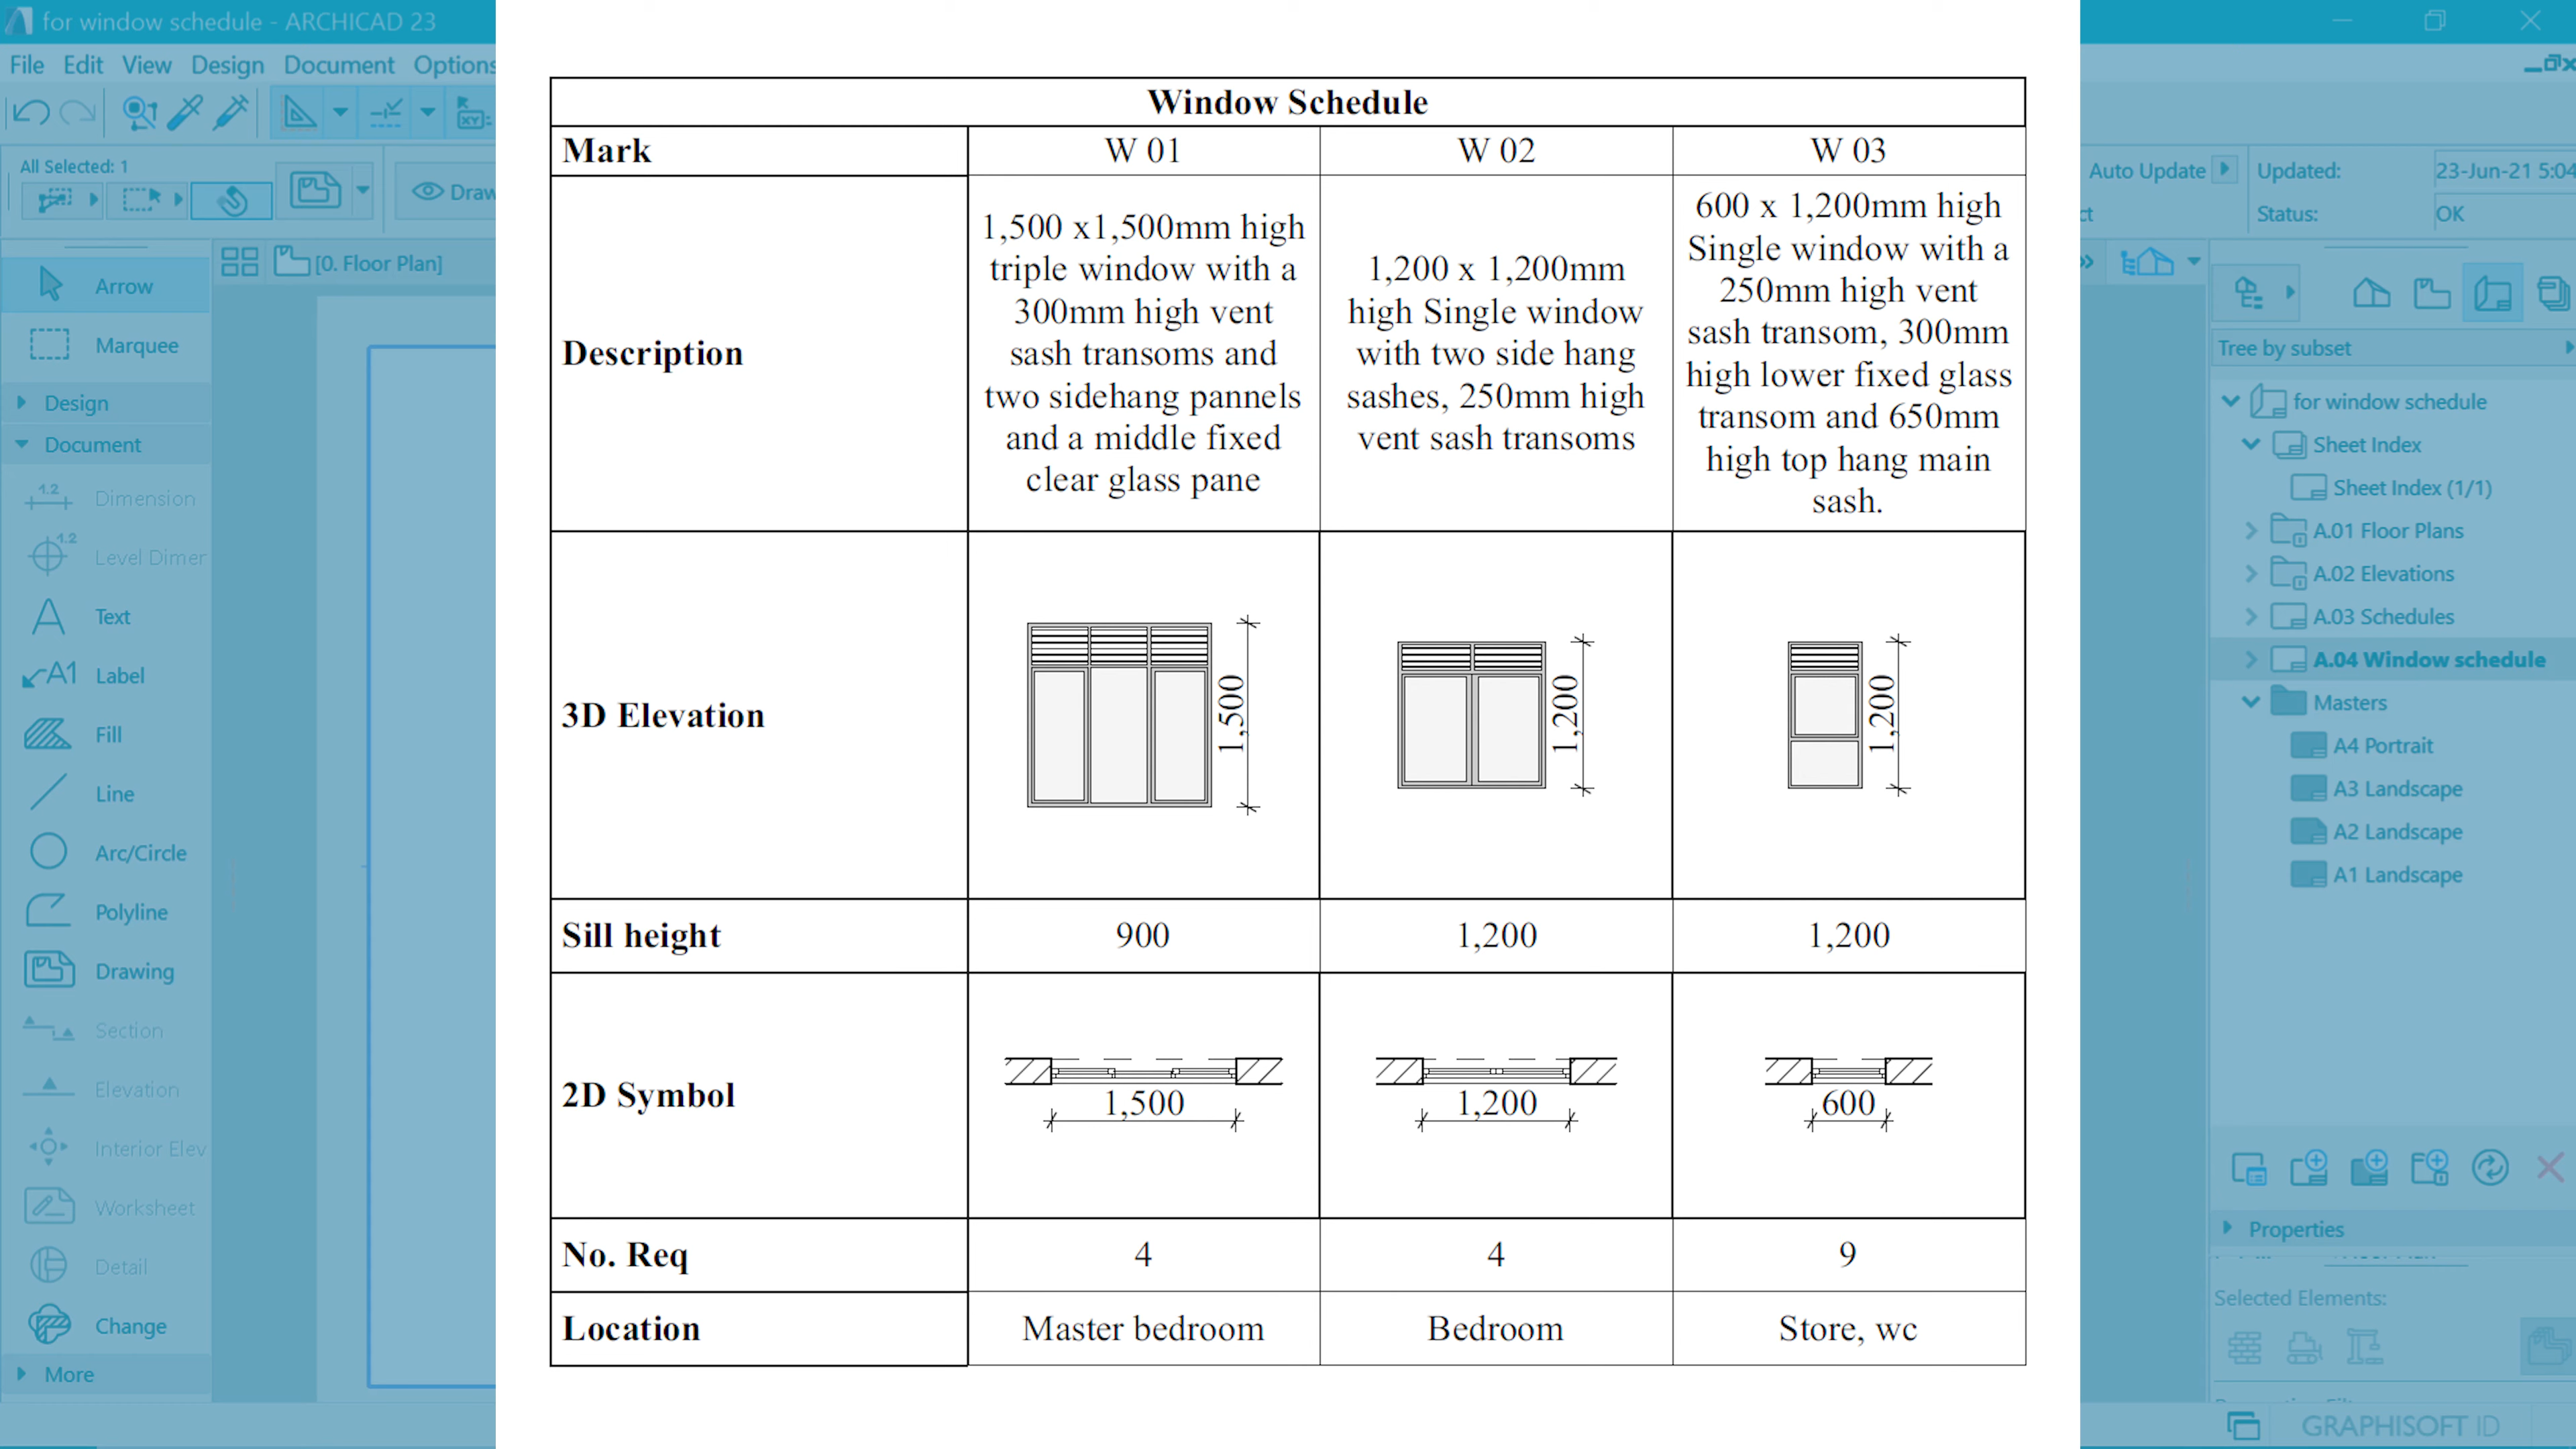 for window schedule - ARCHICAD 23
File Edit View Design Document Options
All Selected: 1
Draw
[0. Floor Plan]
Arrow
Marquee
Design
Document
1.2
Dimension
1.2
Level Dimer
A
Text
A1
Label
Fill
Line
Arc/Circle
Polyline
Drawing
Section
Elevation
Interior Elev
Worksheet
Detail
Change
More
Window Schedule
Mark
W 01
W 02
W 03
Description
1,500 x1,500mm high
triple window with a
300mm high vent
sash transoms and
two sidehang pannels
and a middle fixed
clear glass pane
1,200 x 1,200mm
high Single window
with two side hang
sashes, 250mm high
vent sash transoms
600 x 1,200mm high
Single window with a
250mm high vent
sash transom, 300mm
high lower fixed glass
transom and 650mm
high top hang main
sash.
3D Elevation
1,500
1,200
1,200
Sill height
900
1,200
1,200
2D Symbol
1,500
1,200
600
No. Req
4
4
9
Location
Master bedroom
Bedroom
Store, wc
Auto Update
Updated:
23-Jun-21 5:04
ct
Status:
OK
Tree by subset
for window schedule
Sheet Index
Sheet Index (1/1)
A.01 Floor Plans
A.02 Elevations
A.03 Schedules
A.04 Window schedule
Masters
A4 Portrait
A3 Landscape
A2 Landscape
A1 Landscape
Properties
Selected Elements:
GRAPHISOFT ID